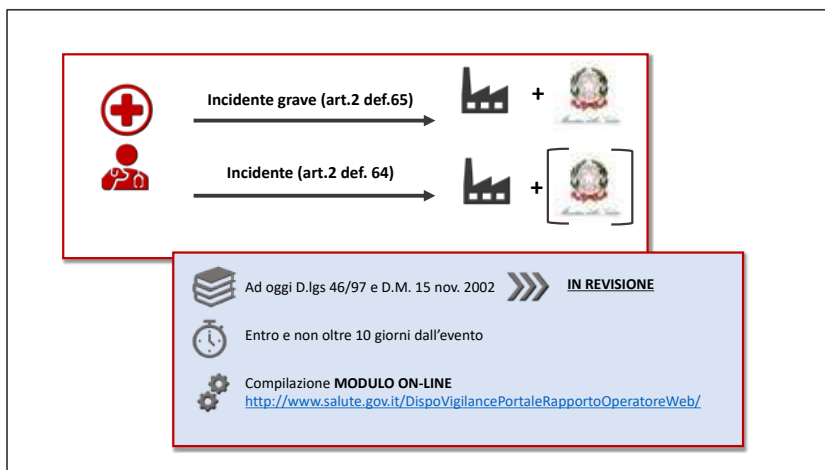 Incidente grave (art.2 def.65)
+
Incidente (art.2 def. 64)
+
Ad oggi D.lgs 46/97 e D.M. 15 nov. 2002
IN REVISIONE
Entro e non oltre 10 giorni dall'evento
Compilazione MODULO ON-LINE
http://www.salute.gov.it/DispoVigilancePortaleRapportoOperatoreWeb/